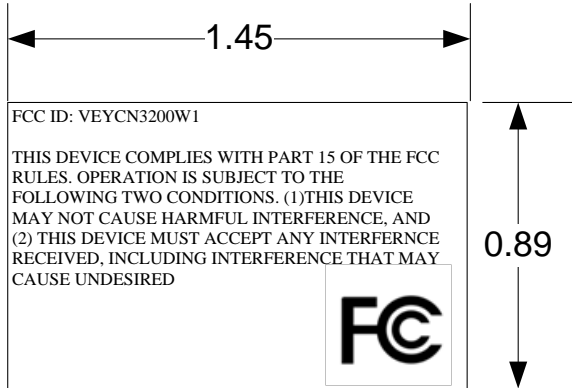 1.45
FCC ID: VEYCN3200W1
THIS DEVICE COMPLIES WITH PART 15 OF THE FCC
RULES. OPERATION IS SUBJECT TO THE
FOLLOWING TWO CONDITIONS. (1)THIS DEVICE
MAY NOT CAUSE HARMFUL INTERFERENCE, AND
(2) THIS DEVICE MUST ACCEPT ANY INTERFERNCE
RECEIVED, INCLUDING INTERFERENCE THAT MAY
CAUSE UNDESIRED
0.89
FC